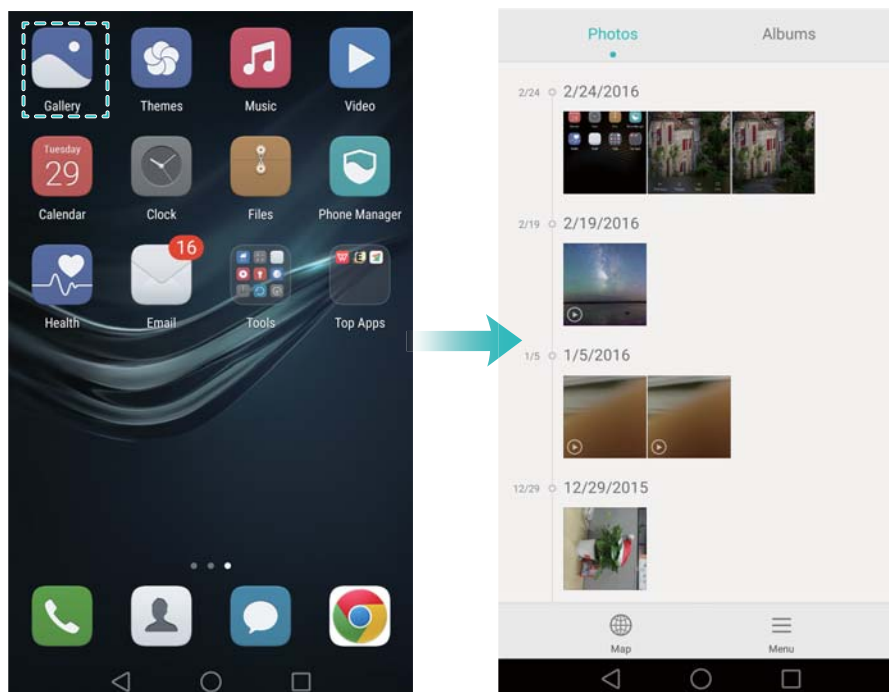 Gallery
Themes
Music
Video
Tuesday
29
Calendar
Clock
Files
Phone Manager
16
Health
Email
Tools
Top Apps
Photos
Albums
2/24
2/24/2016
2/19
2/19/2016
1/5
1/5/2016
12/29
12/29/2015
Map
Menu